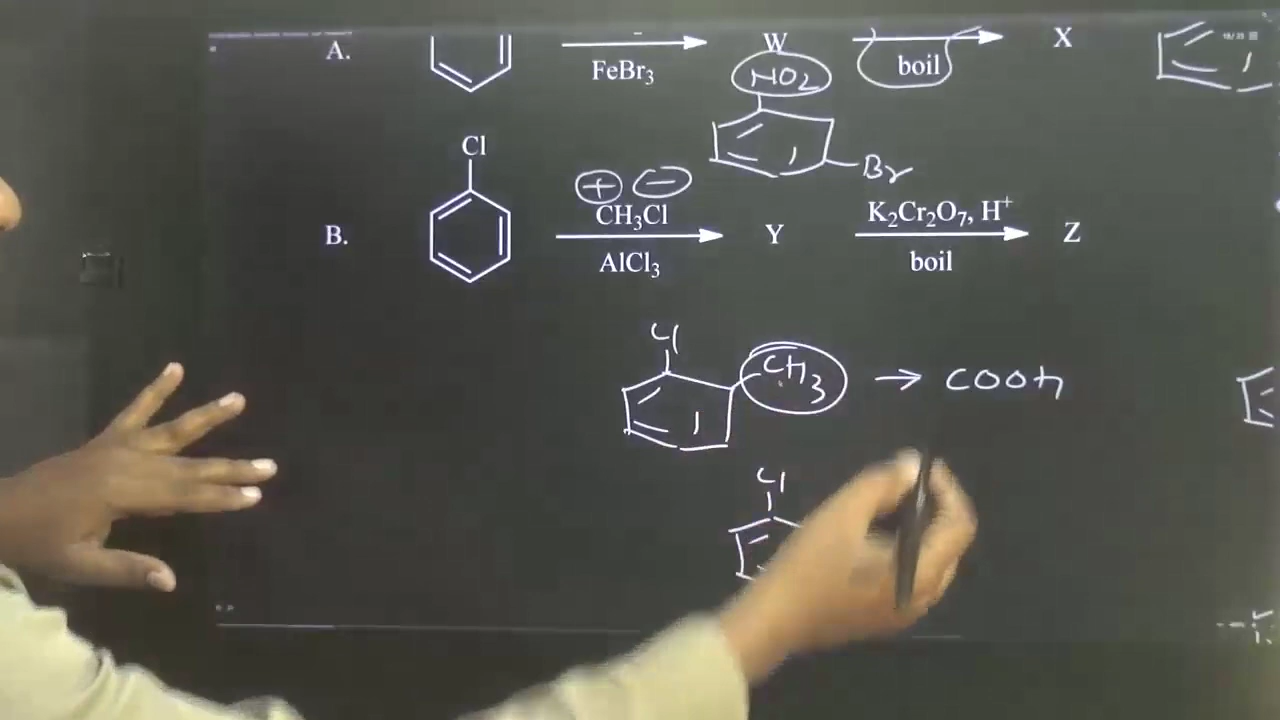 A. FeBr3 W boil X
NO2
Br
Cl
+ −
B. CH3Cl AlCl3 Y K2Cr2O7, H+ boil Z
Cl
CH3 → COOH
Cl